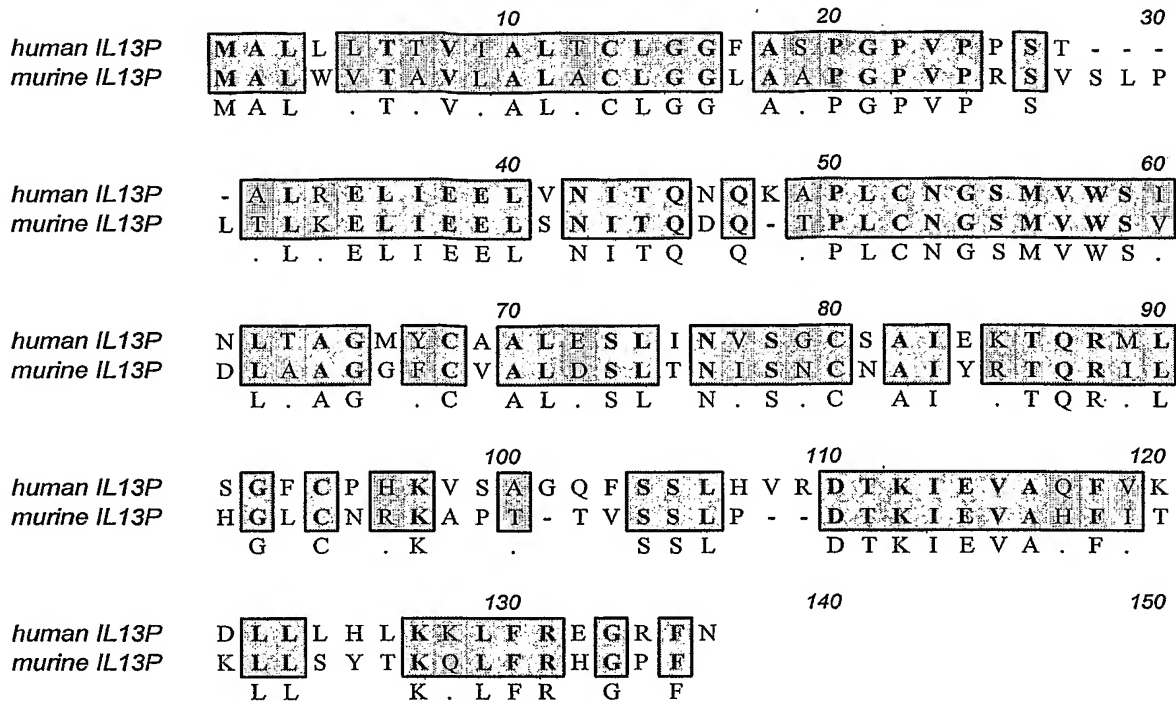 10 20 30
human IL13P M A L L L T T V I A L T C L G G F A S P G P V P P S T - - -
murine IL13P M A L W V T A V L A L A C L G G L A A P G P V P R S V S L P
M A L . T . V . A L . C L G G A . P G P V P S
40 50 60
human IL13P - A L R E L I E E L V N I T Q N Q K A P L C N G S M V W S I
murine IL13P L T L K E L I E E L S N I T Q D Q - T P L C N G S M V W S V
. L . E L I E E L N I T Q Q . P L C N G S M V W S .
70 80 90
human IL13P N L T A G M Y C A A L E S L I N V S G C S A I E K T Q R M L
murine IL13P D L A A G G F C V A L D S L T N I S N C N A I Y R T Q R I L
L . A G . C A L . S L N . S . C A I . T Q R . L
100 110 120
human IL13P S G F C P H K V S A G Q F S S L H V R D T K I E V A Q F V K
murine IL13P H G L C N R K A P T - T V S S L P - - D T K I E V A H F I T
G C . K . S S L D T K I E V A . F .
130 140 150
human IL13P D L L L H L K K L F R E G R F N
murine IL13P K L L S Y T K Q L F R H G P F
L L K . L F R G F